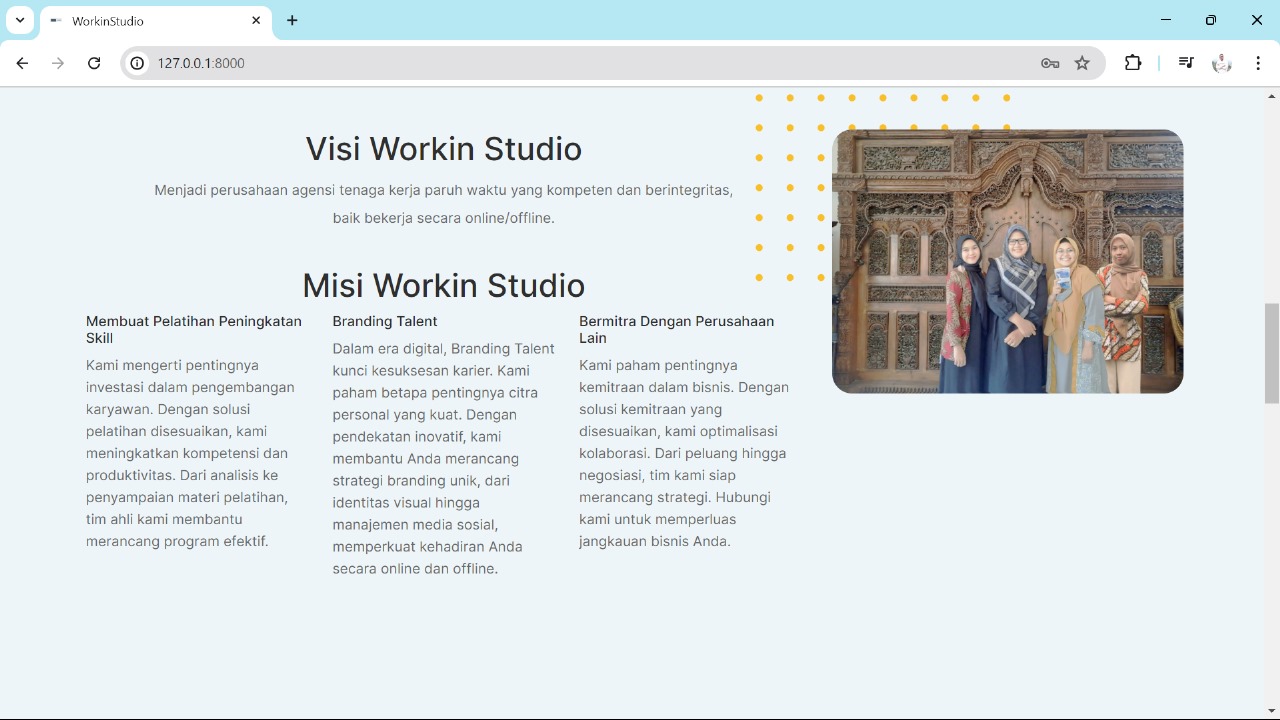 WorkinStudio
127.0.0.1:8000
Visi Workin Studio
Menjadi perusahaan agensi tenaga kerja paruh waktu yang kompeten dan berintegritas,
baik bekerja secara online/offline.
Misi Workin Studio
Membuat Pelatihan Peningkatan
Skill
Kami mengerti pentingnya
investasi dalam pengembangan
karyawan. Dengan solusi
pelatihan disesuaikan, kami
meningkatkan kompetensi dan
produktivitas. Dari analisis ke
penyampaian materi pelatihan,
tim ahli kami membantu
merancang program efektif.
Branding Talent
Dalam era digital, Branding Talent
kunci kesuksesan karier. Kami
paham betapa pentingnya citra
personal yang kuat. Dengan
pendekatan inovatif, kami
membantu Anda merancang
strategi branding unik, dari
identitas visual hingga
manajemen media sosial,
memperkuat kehadiran Anda
secara online dan offline.
Bermitra Dengan Perusahaan
Lain
Kami paham pentingnya
kemitraan dalam bisnis. Dengan
solusi kemitraan yang
disesuaikan, kami optimalisasi
kolaborasi. Dari peluang hingga
negosiasi, tim kami siap
merancang strategi. Hubungi
kami untuk memperluas
jangkauan bisnis Anda.